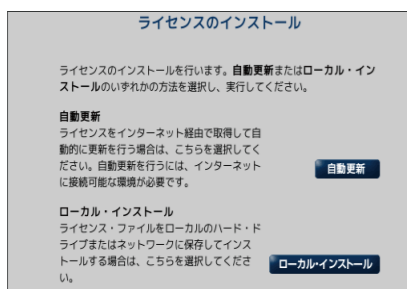 ライセンスのインストール
ライセンスのインストールを行います。自動更新またはローカル・イン
ストールのいずれかの方法を選択し、実行してください。
自動更新
ライセンスをインターネット経由で取得して自
動的に更新を行う場合は、こちらを選択してく
ださい。自動更新を行うには、インターネット
に接続可能な環境が必要です。
自動更新
ローカル・インストール
ライセンス・ファイルをローカルのハード・ド
ライブまたはネットワークに保存してインス
トールする場合は、こちらを選択してくださ
い。
ローカル・インストール